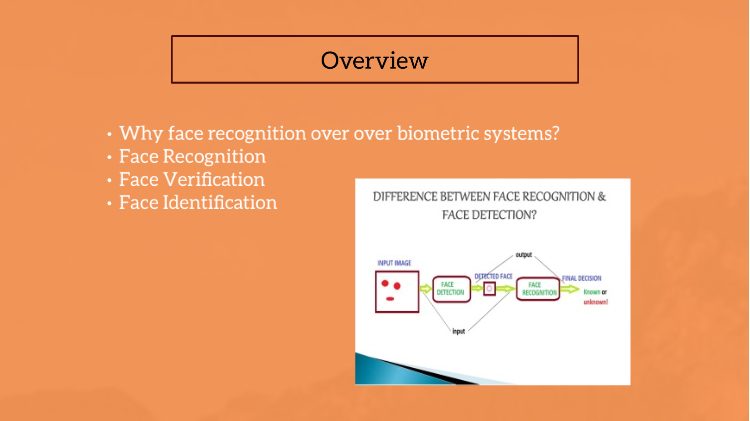 Overview
• Why face recognition over over biometric systems?
• Face Recognition
• Face Verification
• Face Identification
DIFFERENCE BETWEEN FACE RECOGNITION &
FACE DETECTION?
output
INPUT IMAGE
DETECTED FACE
FINAL DECISION
FACE
DETECTION
FACE
RECOGNITION
Known or
unknown!
input